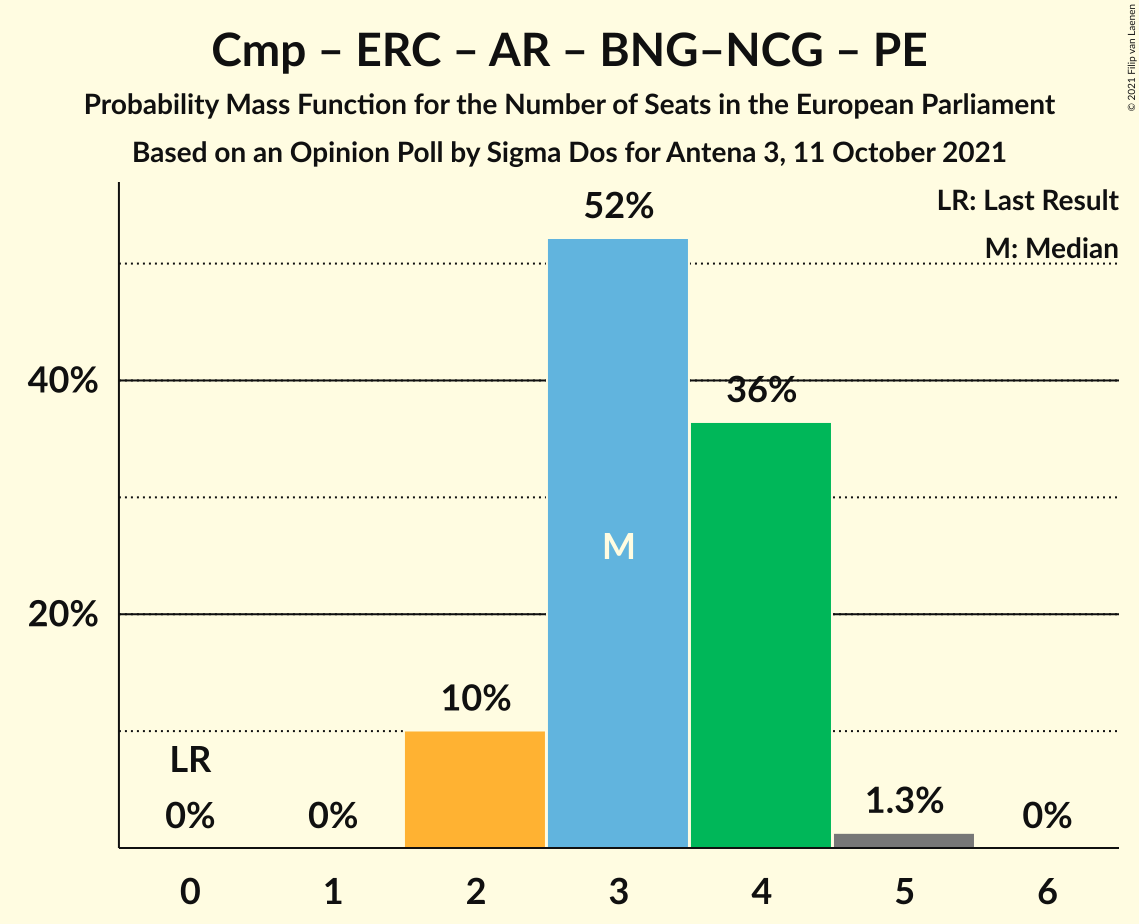 Cmp – ERC – AR – BNG–NCG – PE
Probability Mass Function for the Number of Seats in the European Parliament
Based on an Opinion Poll by Sigma Dos for Antena 3, 11 October 2021
© 2021 Filip van Laenen
LR: Last Result
M: Median
52%
40%
36%
M
20%
10%
LR
0%
0%
1.3%
0%
0 1 2 3 4 5 6